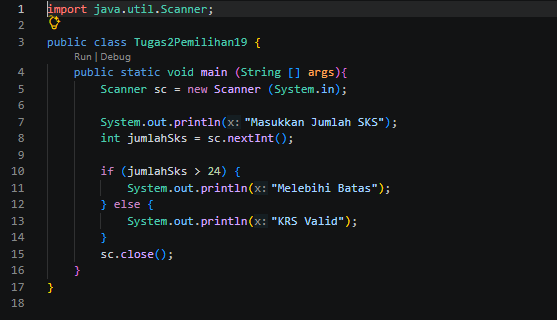 1 import java.util.Scanner;
2
3 public class Tugas2Pemilihan19 {
Run | Debug
4 public static void main (String [] args){
5 Scanner sc = new Scanner (System.in);
6
7 System.out.println(x: "Masukkan Jumlah SKS");
8 int jumlahSks = sc.nextInt();
9
10 if (jumlahSks > 24) {
11 System.out.println(x: "Melebihi Batas");
12 } else {
13 System.out.println(x: "KRS Valid");
14 }
15 sc.close();
16 }
17 }
18